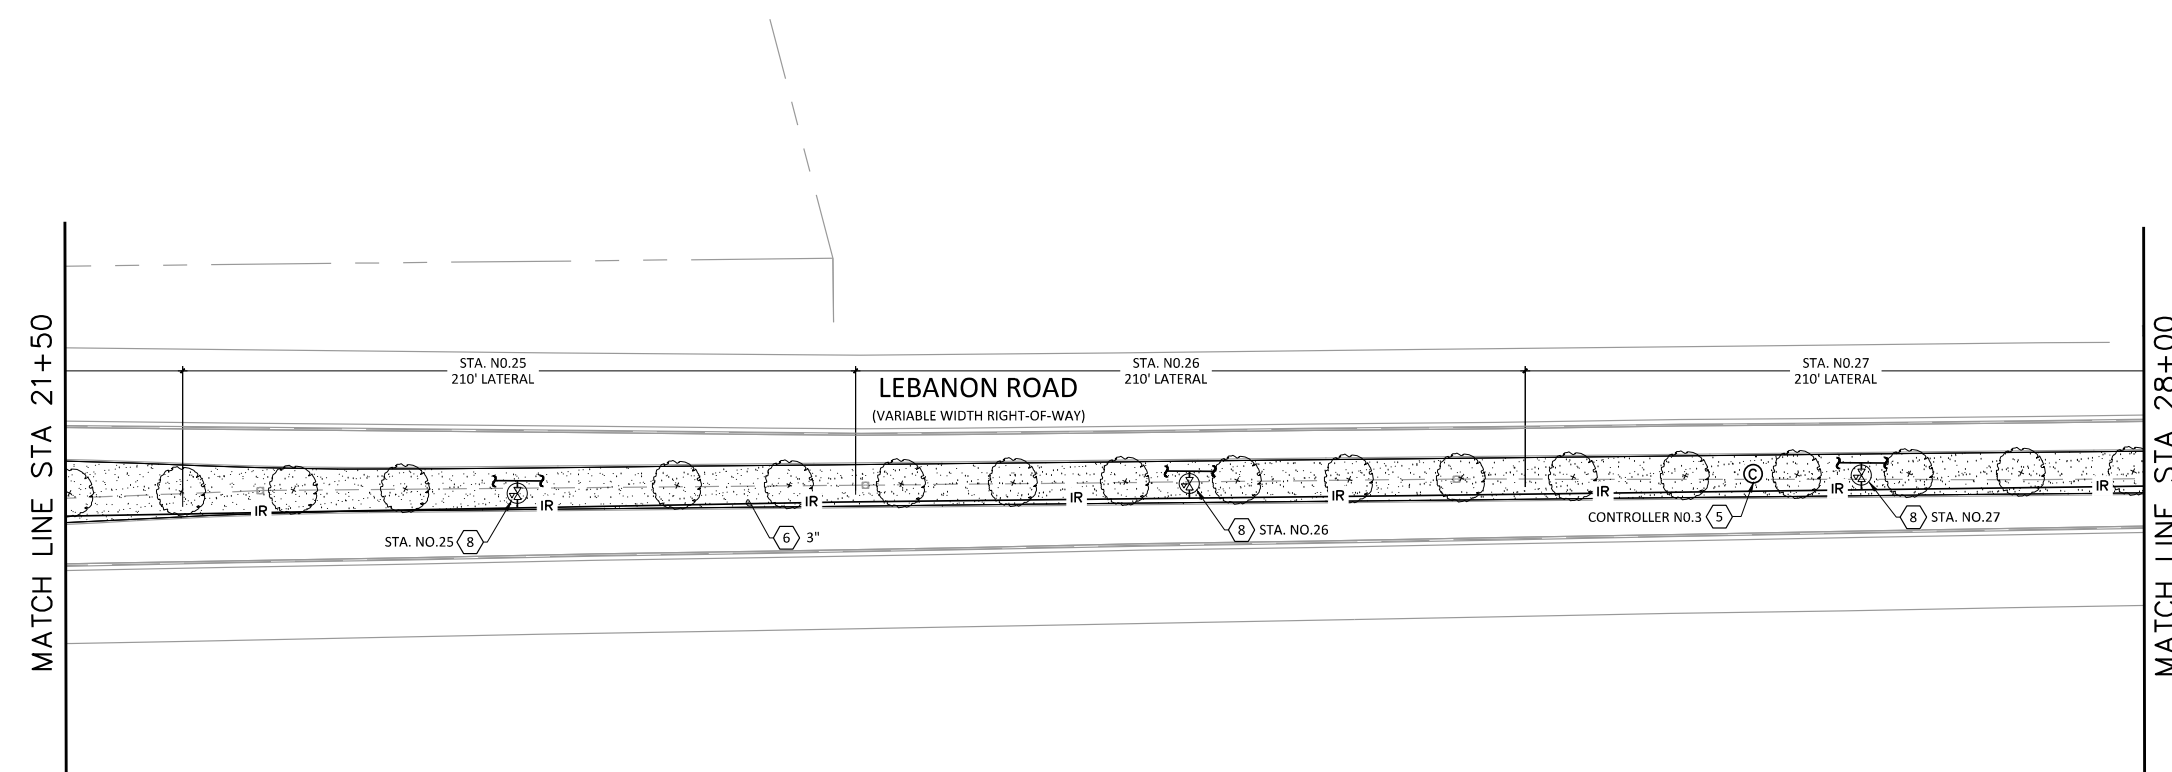 MATCH LINE STA 21+50
STA. N0.25
210' LATERAL
STA. N0.26
210' LATERAL
STA. N0.27
210' LATERAL
LEBANON ROAD
(VARIABLE WIDTH RIGHT-OF-WAY)
IR
IR
IR
IR
IR
IR
IR
IR
C
STA. NO.25 8
6 3"
8 STA. NO.26
CONTROLLER N0.3 5
8 STA. NO.27
MATCH LINE STA 28+00